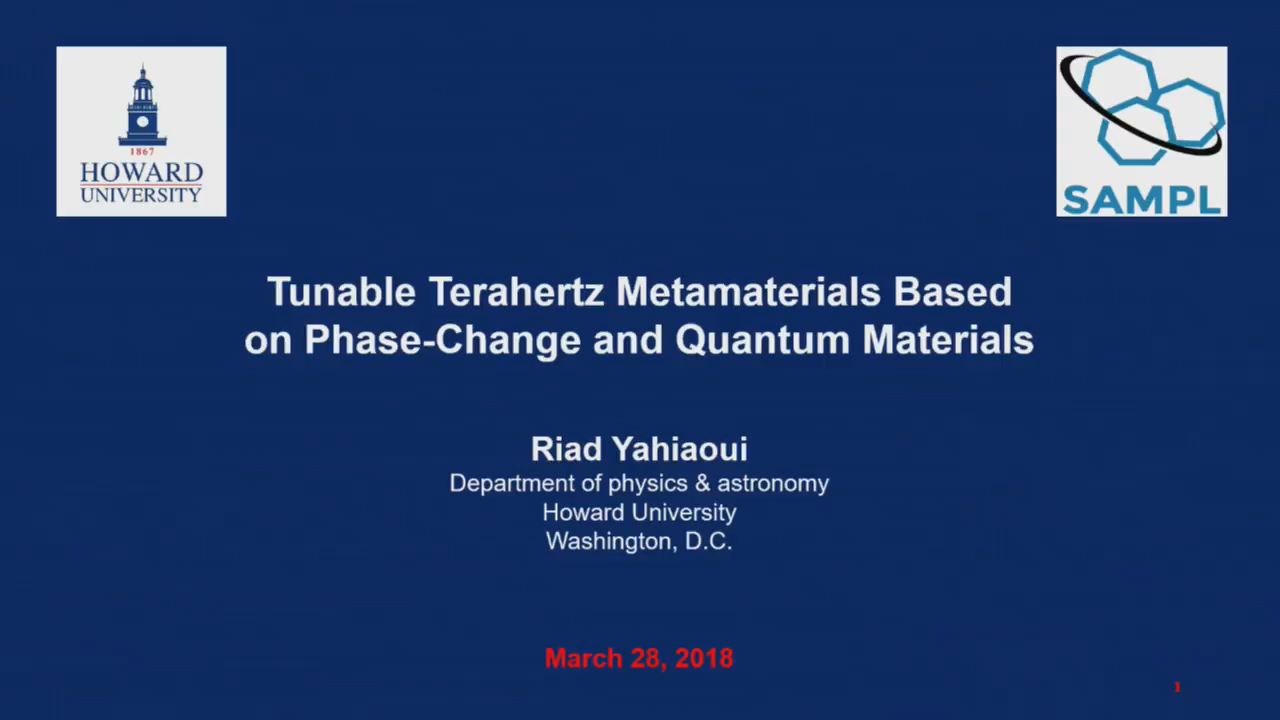 1867
HOWARD
UNIVERSITY
SAMPL
Tunable Terahertz Metamaterials Based
on Phase-Change and Quantum Materials
Riad Yahiaoui
Department of physics & astronomy
Howard University
Washington, D.C.
March 28, 2018
1